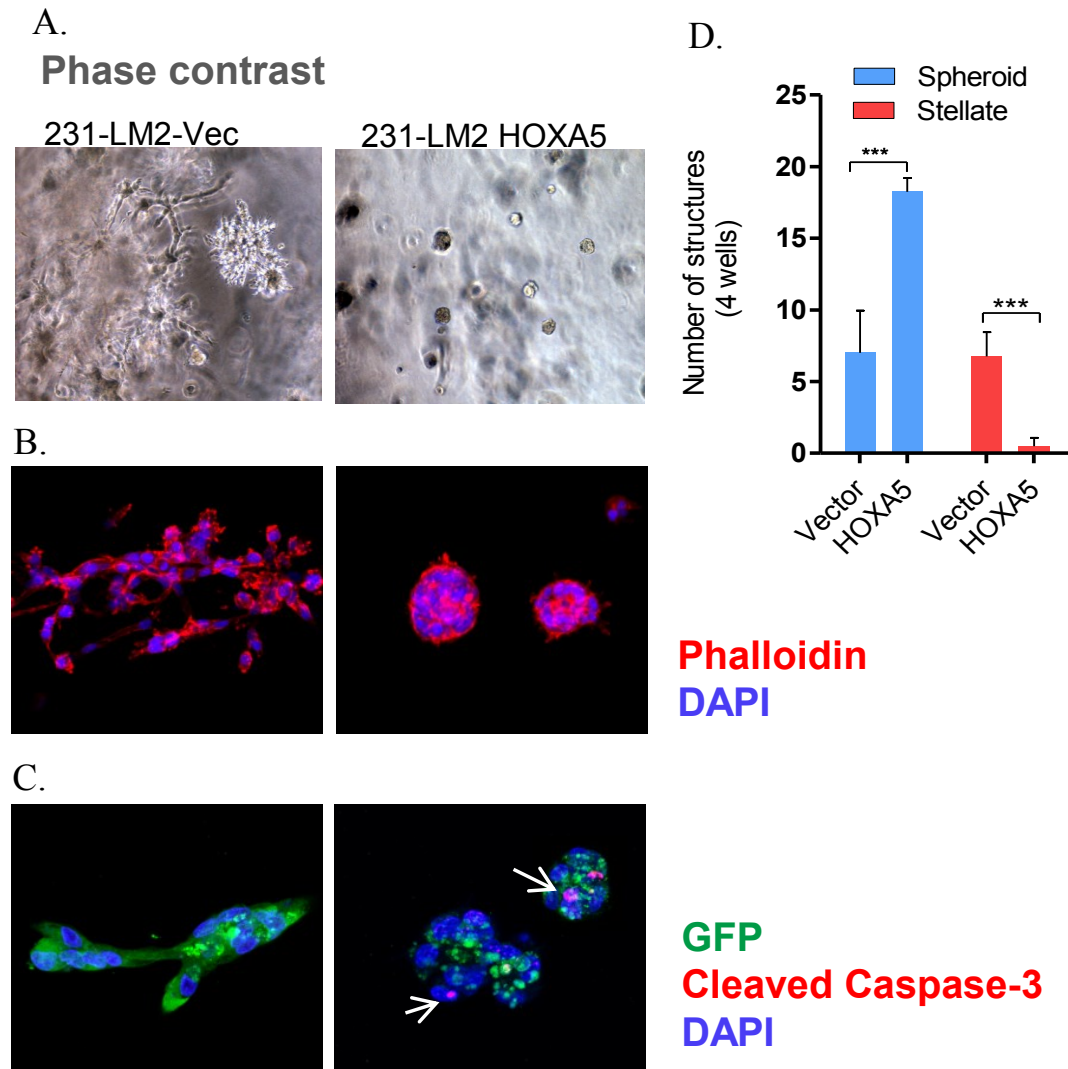 A.
Phase contrast
231-LM2-Vec
231-LM2 HOXA5
B.
C.
D.
Spheroid
Stellate
Number of structures
(4 wells)
25
20
15
10
5
0
***
***
Vector
HOXA5
Vector
HOXA5
Phalloidin
DAPI
GFP
Cleaved Caspase-3
DAPI